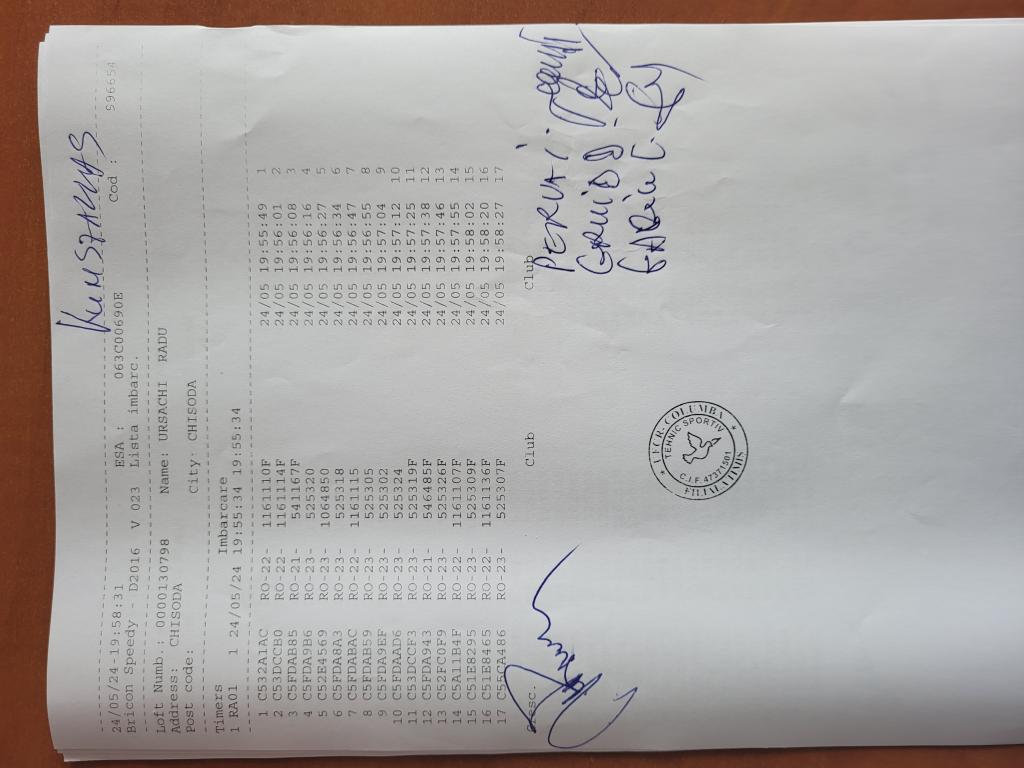 KUMSTALLAS
24/05/24-19:58:31 ESA : 063C00690E Cod : 596654
Bricon Speedy - D2016 V 023 Lista imbarc.
Loft Numb.: 0000130798 Name: URSACHI RADU
Address: CHISODA
Post code: City: CHISODA
Timers Imbarcare
1 RA01 1 24/05/24 19:55:34 19:55:34
1 C532A1AC RO-22- 1161110F 24/05 19:55:49 1
2 C53DCCB0 RO-22- 1161114F 24/05 19:56:01 2
3 C5FDAB85 RO-21- 541167F 24/05 19:56:08 3
4 C5FDA9B6 RO-23- 525320 24/05 19:56:16 4
5 C52E4569 RO-23- 1064850 24/05 19:56:27 5
6 C5FDA8A3 RO-23- 525318 24/05 19:56:34 6
7 C5FDABAC RO-22- 1161115 24/05 19:56:47 7
8 C5FDAB59 RO-23- 525305 24/05 19:56:55 8
9 C5FDA9EF RO-23- 525302 24/05 19:57:04 9
10 C5FDAAD6 RO-23- 525324 24/05 19:57:12 10
11 C53DCCF3 RO-23- 525319F 24/05 19:57:25 11
12 C5FDA943 RO-21- 546485F 24/05 19:57:38 12
13 C52FC0F9 RO-23- 525326F 24/05 19:57:46 13
14 C5A11B4F RO-22- 1161107F 24/05 19:57:55 14
15 C51E8295 RO-23- 525309F 24/05 19:58:02 15
16 C51E8465 RO-22- 1161136F 24/05 19:58:20 16
17 C55CA486 RO-23- 525307F 24/05 19:58:27 17
Club Club
U.F.C.R. COLUMBA
TEHNIC SPORTIV
C.I.F. 47371501
FILIALA TIMIS